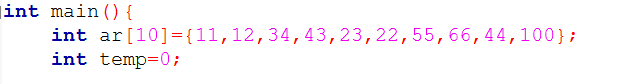 int main(){
int ar[10]={11,12,34,43,23,22,55,66,44,100};
int temp=0;